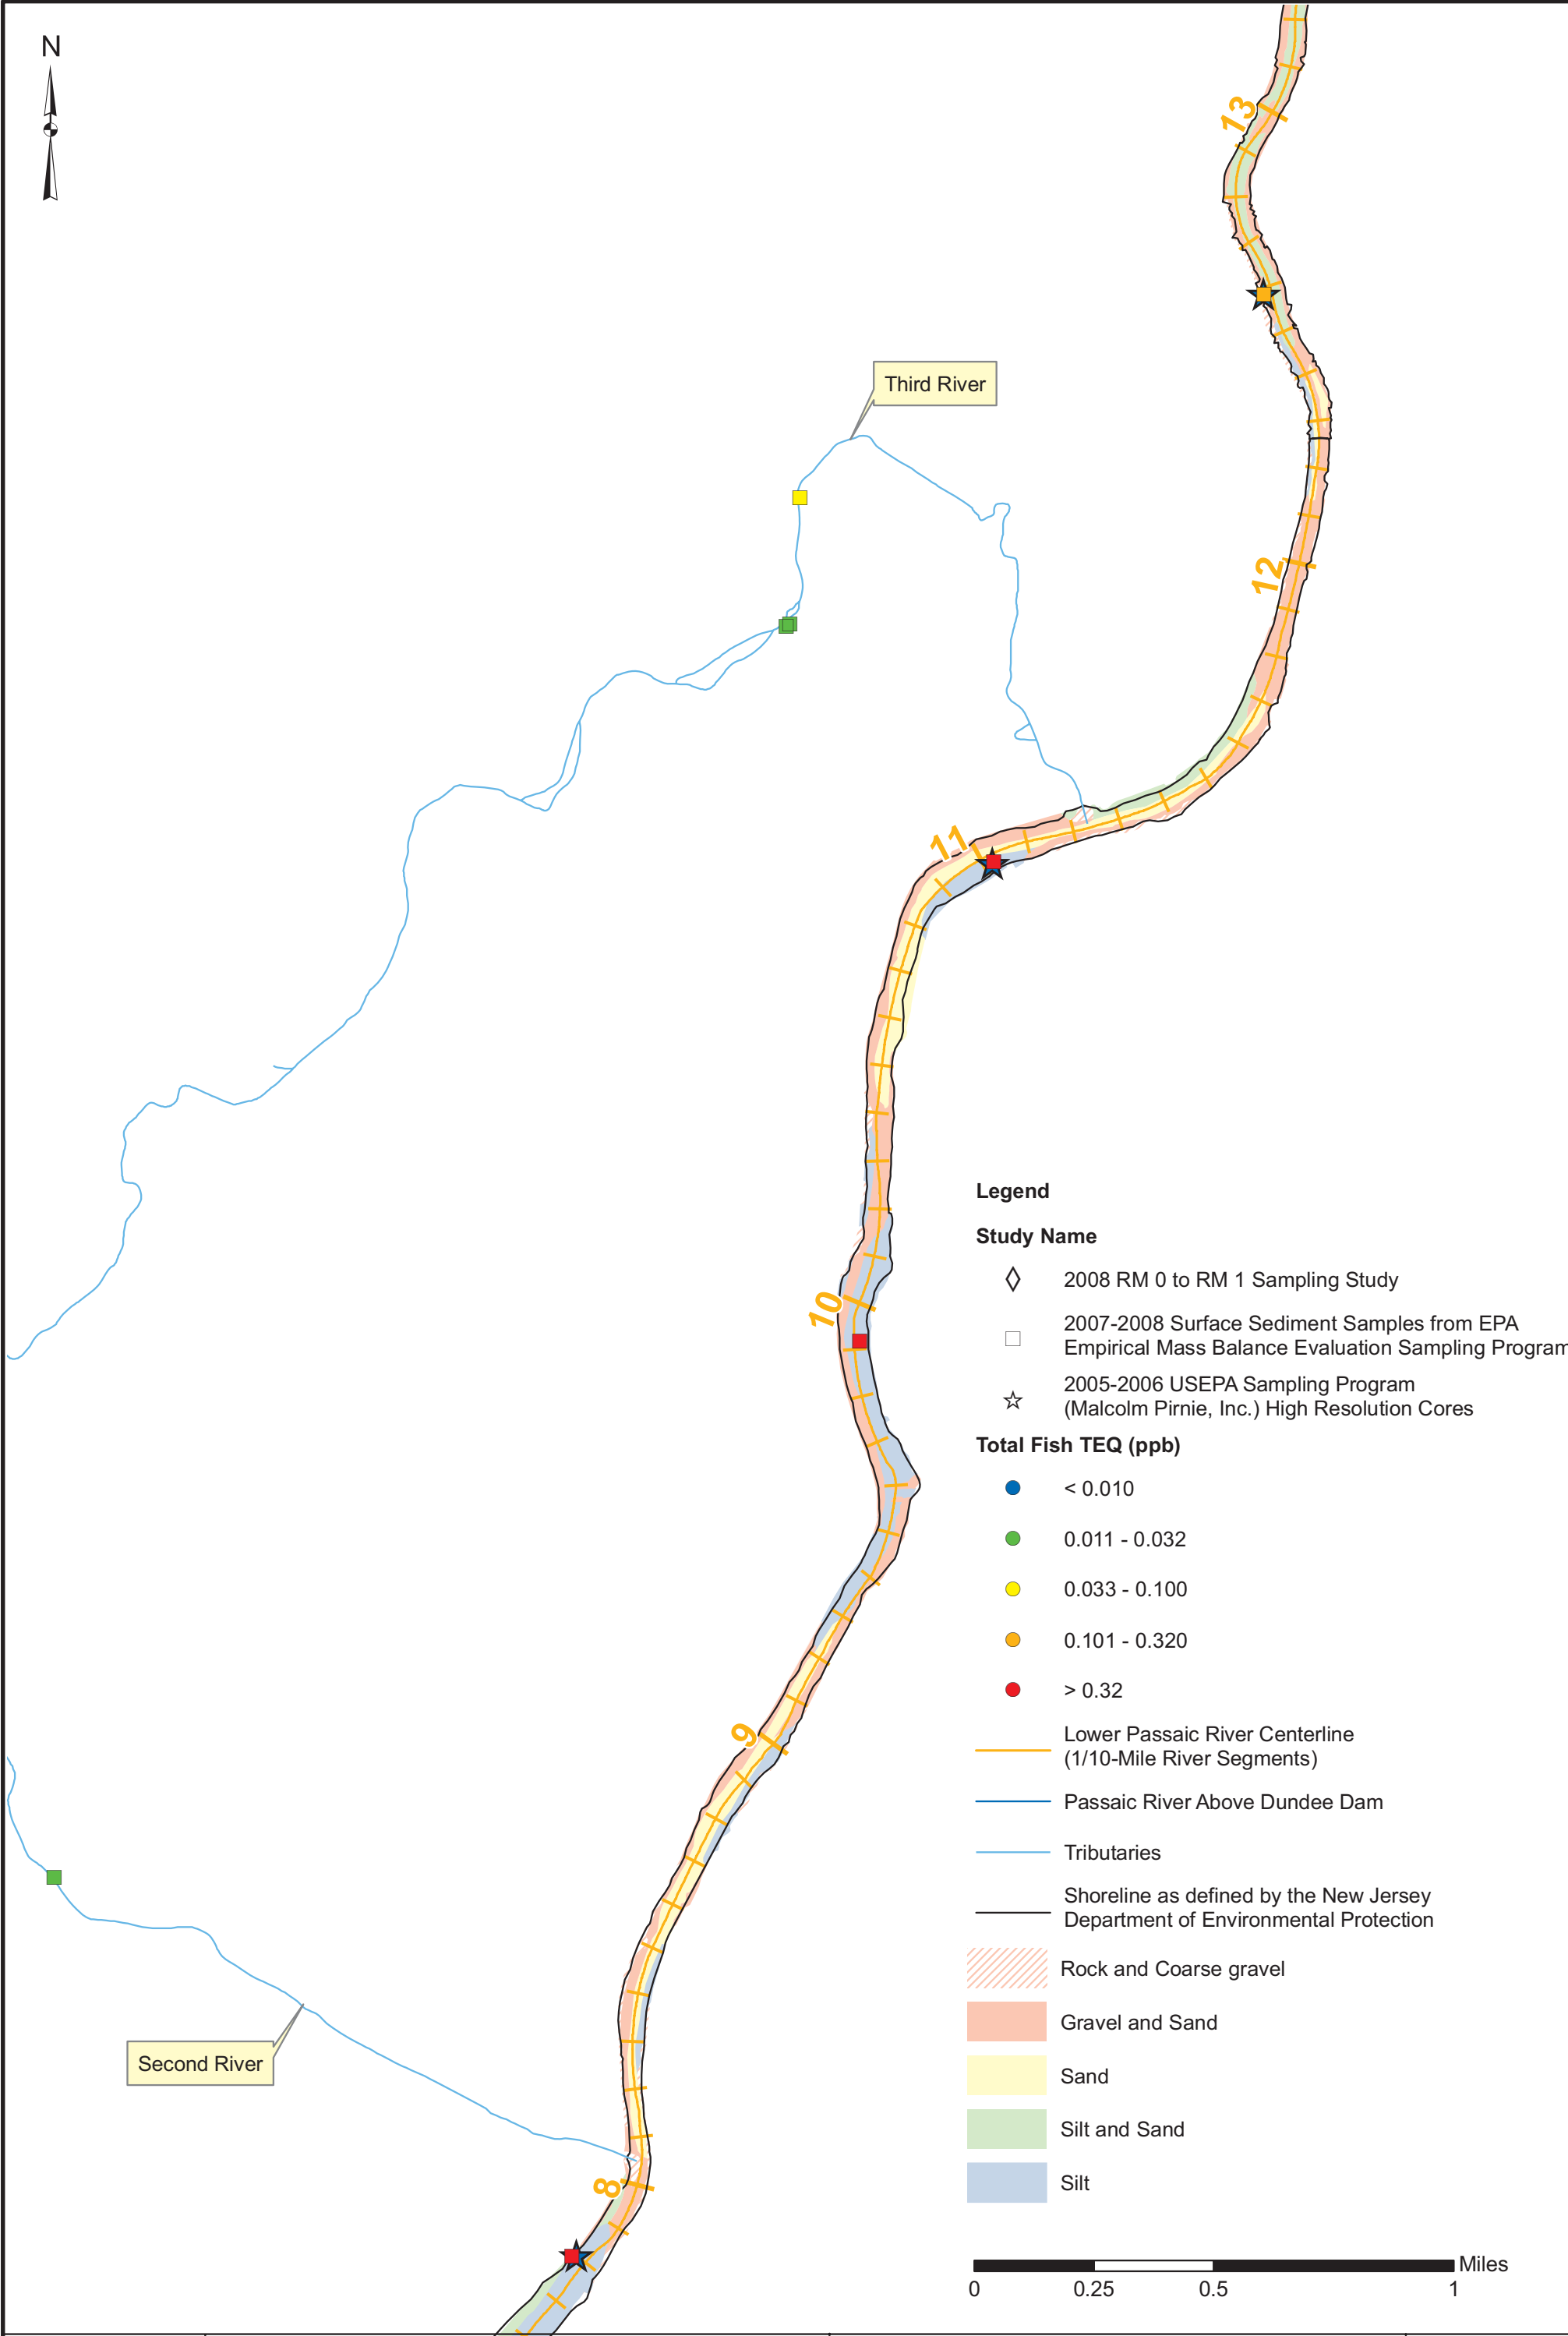 N
13
Third River
12
11
10
9
Second River
8
Legend
Study Name
2008 RM 0 to RM 1 Sampling Study
2007-2008 Surface Sediment Samples from EPA
Empirical Mass Balance Evaluation Sampling Program
2005-2006 USEPA Sampling Program
(Malcolm Pirnie, Inc.) High Resolution Cores
Total Fish TEQ (ppb)
< 0.010
0.011 - 0.032
0.033 - 0.100
0.101 - 0.320
> 0.32
Lower Passaic River Centerline
(1/10-Mile River Segments)
Passaic River Above Dundee Dam
Tributaries
Shoreline as defined by the New Jersey
Department of Environmental Protection
Rock and Coarse gravel
Gravel and Sand
Sand
Silt and Sand
Silt
Miles
0 0.25 0.5 1